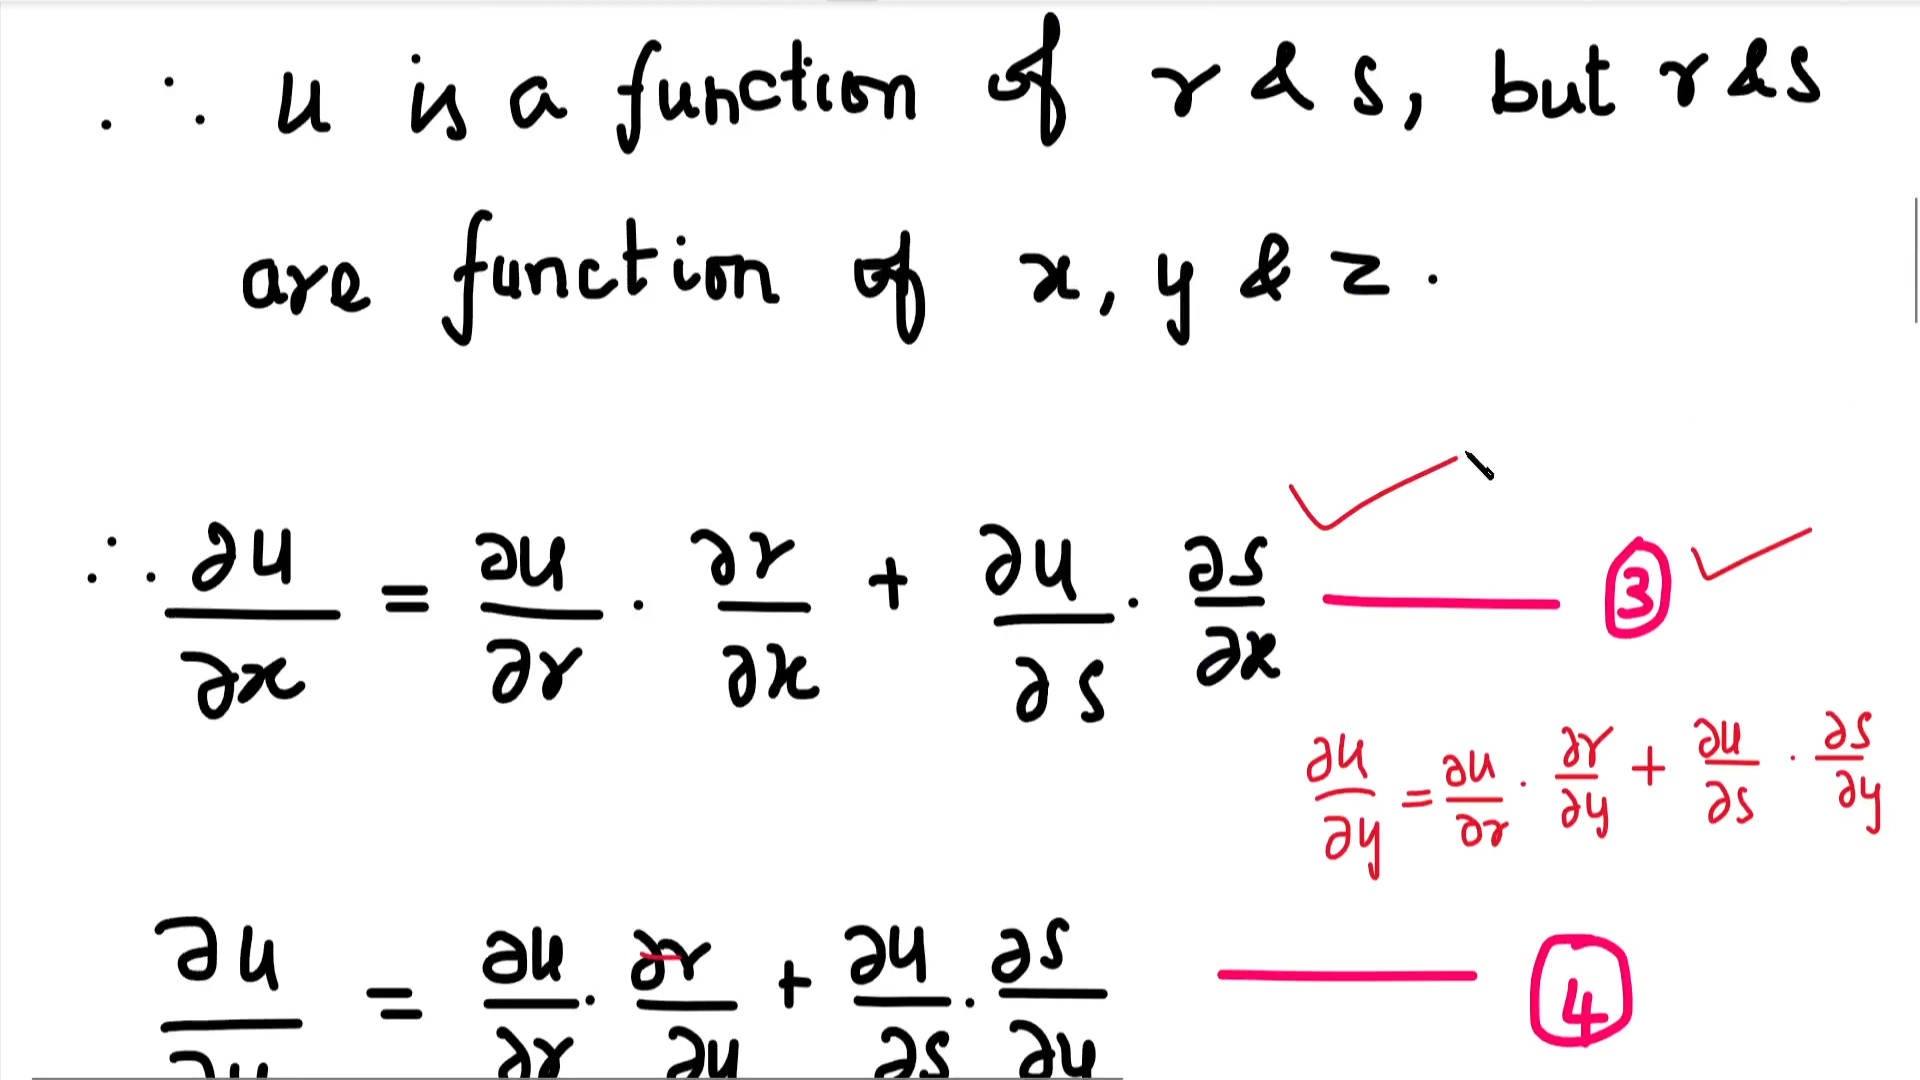 ∴ u is a function of r & s, but r & s
are function of x, y & z.
∴ ∂u/∂x = ∂u/∂r · ∂r/∂x + ∂u/∂s · ∂s/∂x —— ③
∂u/∂y = ∂u/∂r · ∂r/∂y + ∂u/∂s · ∂s/∂y
∂u/∂y = ∂u/∂r · ∂r/∂y + ∂u/∂s · ∂s/∂y —— ④